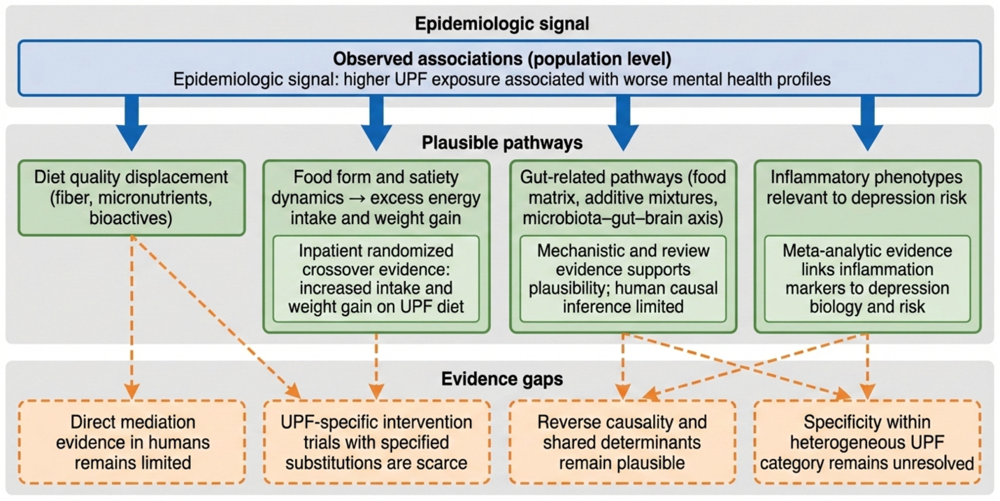 Epidemiologic signal
Observed associations (population level)
Epidemiologic signal: higher UPF exposure associated with worse mental health profiles
Plausible pathways
Diet quality displacement
(fiber, micronutrients,
bioactives)
Food form and satiety
dynamics → excess energy
intake and weight gain
Inpatient randomized
crossover evidence:
increased intake and
weight gain on UPF diet
Gut-related pathways (food
matrix, additive mixtures,
microbiota–gut–brain axis)
Mechanistic and review
evidence supports
plausibility; human causal
inference limited
Inflammatory phenotypes
relevant to depression risk
Meta-analytic evidence
links inflammation
markers to depression
biology and risk
Evidence gaps
Direct mediation
evidence in humans
remains limited
UPF-specific intervention
trials with specified
substitutions are scarce
Reverse causality and
shared determinants
remain plausible
Specificity within
heterogeneous UPF
category remains unresolved